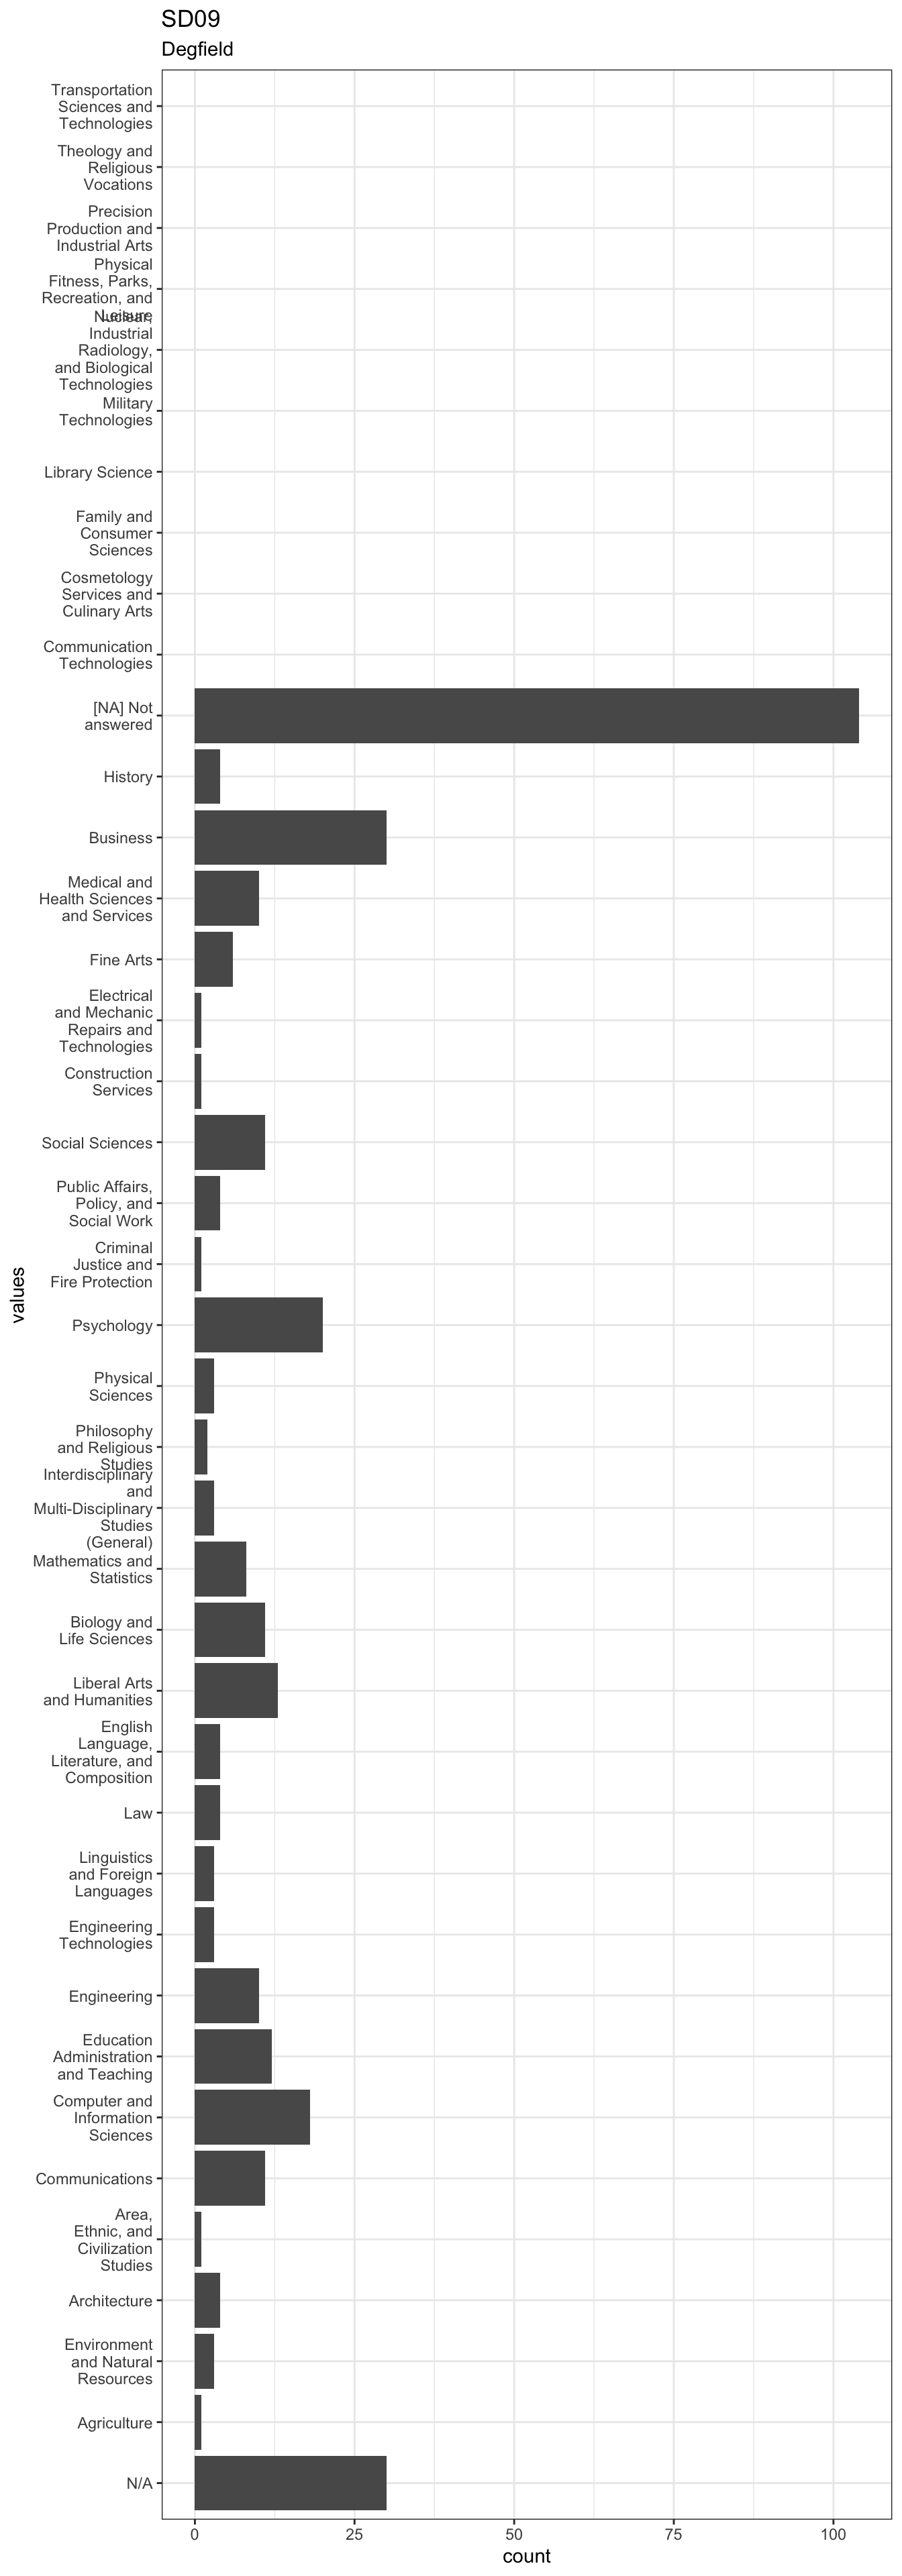 SD09
Degfield
Transportation
Sciences and
Technologies
Theology and
Religious
Vocations
Precision
Production and
Industrial Arts
Physical
Fitness, Parks,
Recreation, and
Leisure
Nuclear,
Industrial
Radiology,
and Biological
Technologies
Military
Technologies
Library Science
Family and
Consumer
Sciences
Cosmetology
Services and
Culinary Arts
Communication
Technologies
[NA] Not
answered
History
Business
Medical and
Health Sciences
and Services
Fine Arts
Electrical
and Mechanic
Repairs and
Technologies
Construction
Services
Social Sciences
Public Affairs,
Policy, and
Social Work
Criminal
Justice and
Fire Protection
Psychology
Physical
Sciences
Philosophy
and Religious
Studies
Interdisciplinary
and
Multi-Disciplinary
Studies
(General)
Mathematics and
Statistics
Biology and
Life Sciences
Liberal Arts
and Humanities
English
Language,
Literature, and
Composition
Law
Linguistics
and Foreign
Languages
Engineering
Technologies
Engineering
Education
Administration
and Teaching
Computer and
Information
Sciences
Communications
Area,
Ethnic, and
Civilization
Studies
Architecture
Environment
and Natural
Resources
Agriculture
N/A
values
0 25 50 75 100
count